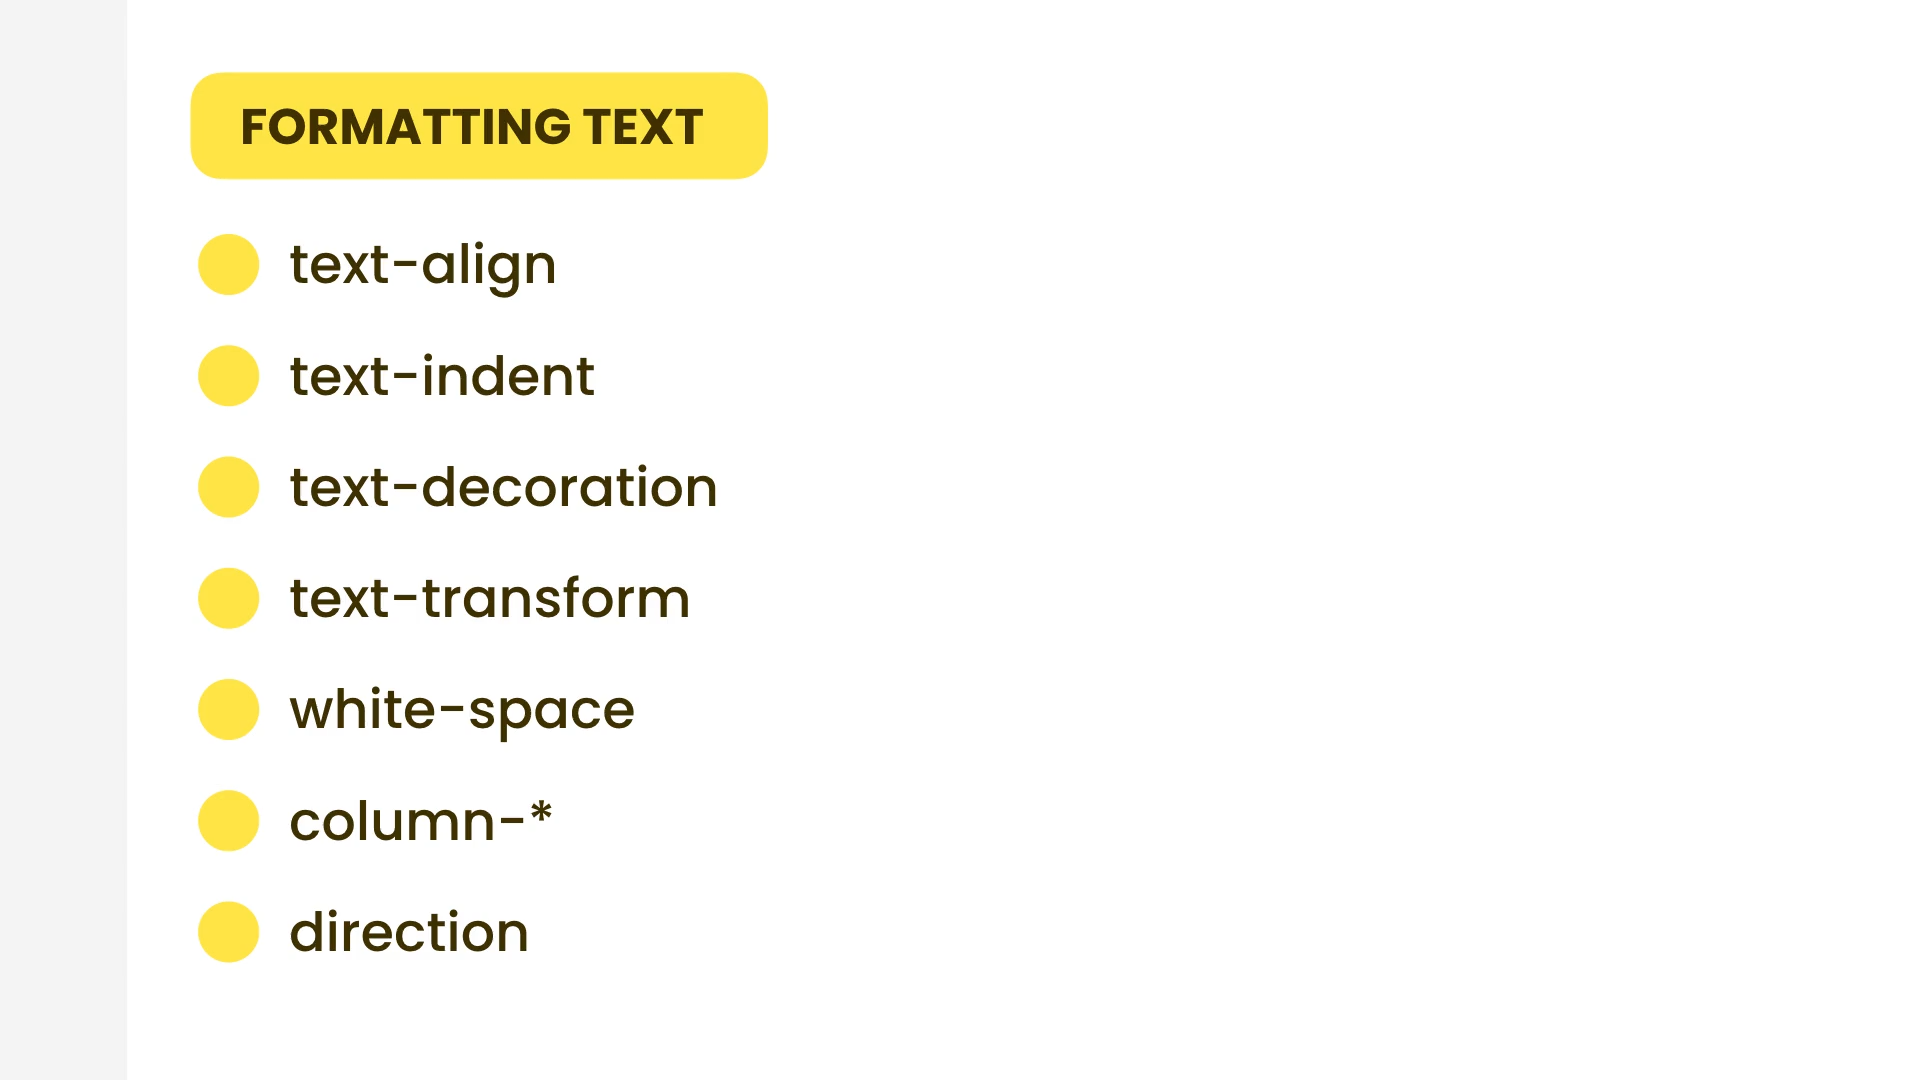 FORMATTING TEXT
text-align
text-indent
text-decoration
text-transform
white-space
column-*
direction